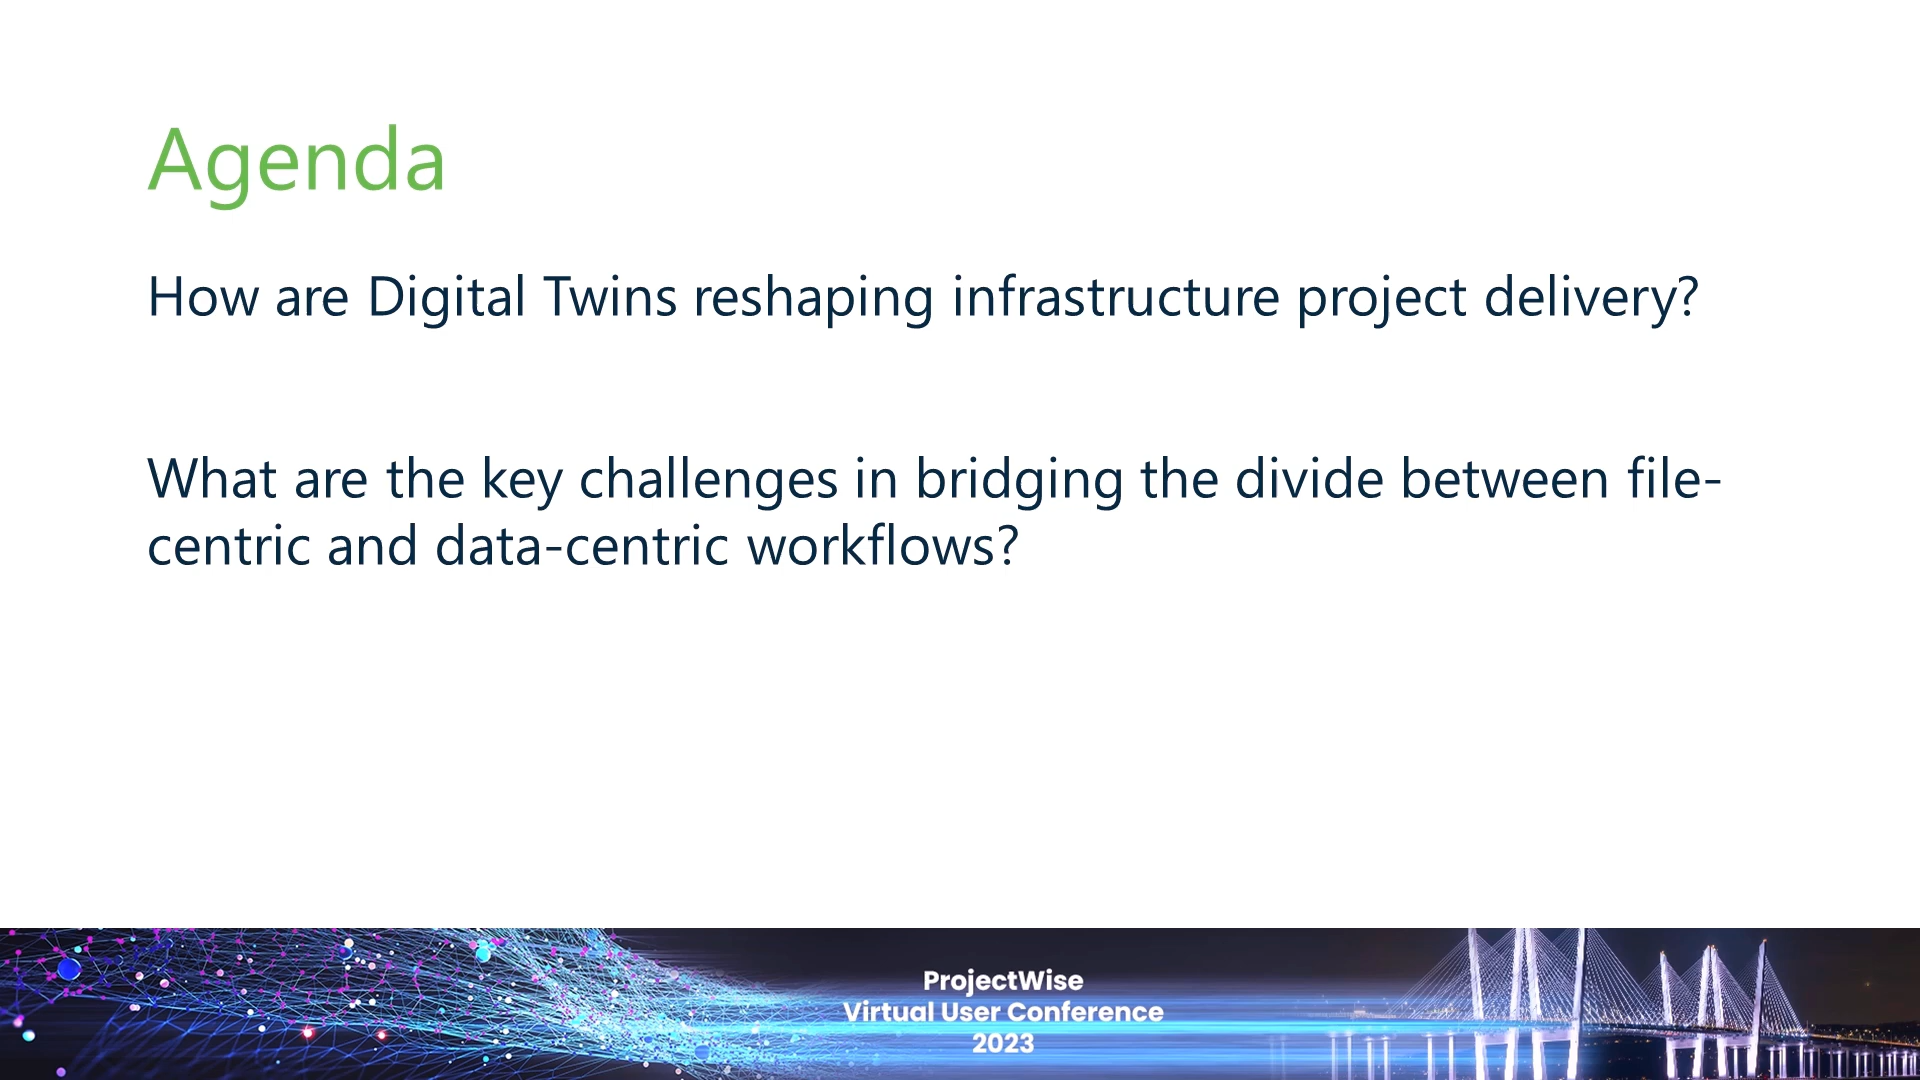 Agenda
How are Digital Twins reshaping infrastructure project delivery?
What are the key challenges in bridging the divide between file-
centric and data-centric workflows?
ProjectWise
Virtual User Conference
2023